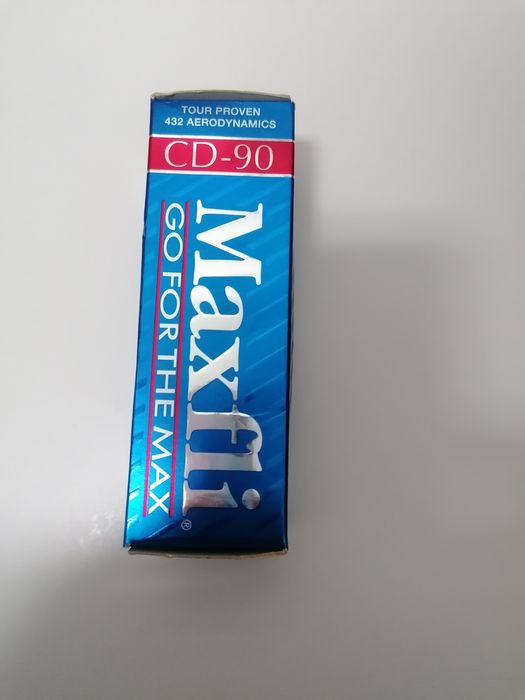 TOUR PROVEN
432 AERODYNAMICS
CD-90
Maxfli®
GO FOR THE MAX